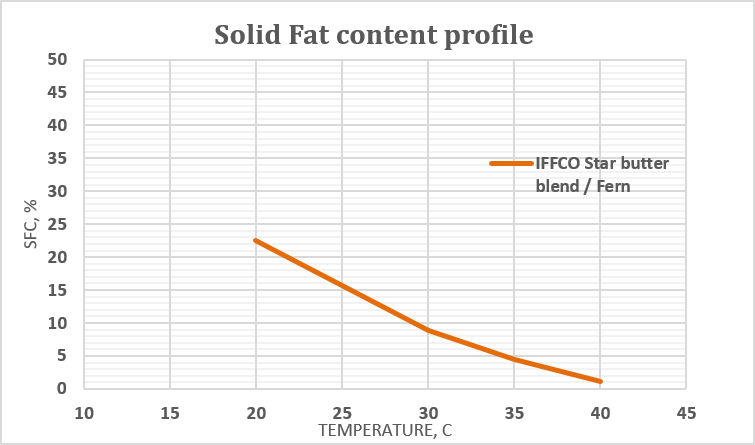 Solid Fat content profile
50
45
40
35
30
25
20
15
10
5
0
SFC, %
IFFCO Star butter
blend / Fern
10 15 20 25 30 35 40 45
TEMPERATURE, C